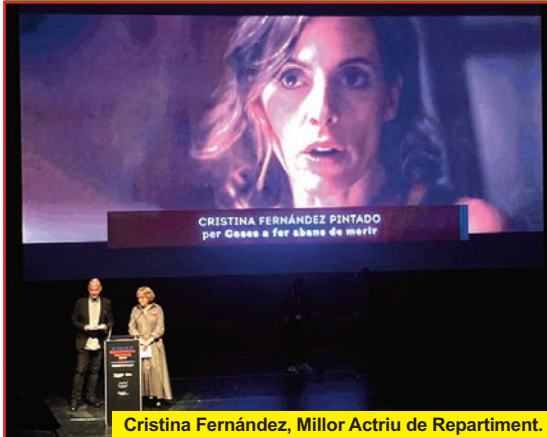 CRISTINA FERNÁNDEZ PINTADO
per Coses a fer abans de morir
Cristina Fernández, Millor Actriu de Repartiment.